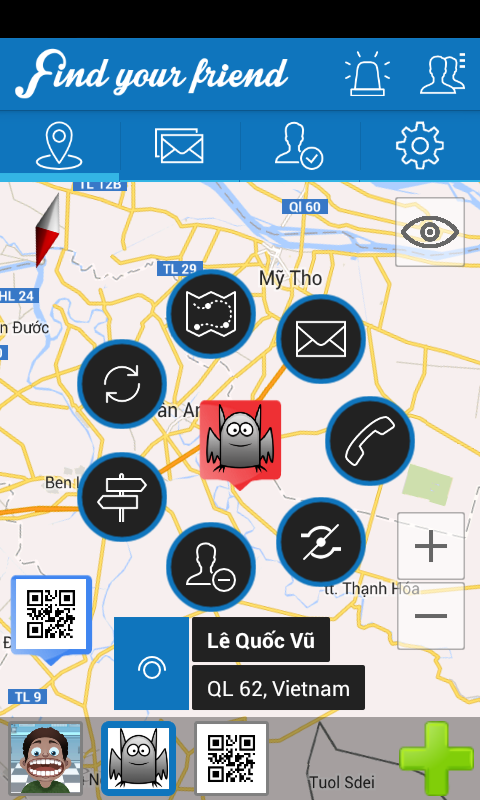 Find your friend
TL 12B
QL 60
TL 29
Mỹ Tho
HL 24
n Đước
ân An
Ben L
tt. Thạnh Hóa
Lê Quốc Vũ
QL 62, Vietnam
TL 9
Tuol Sdei